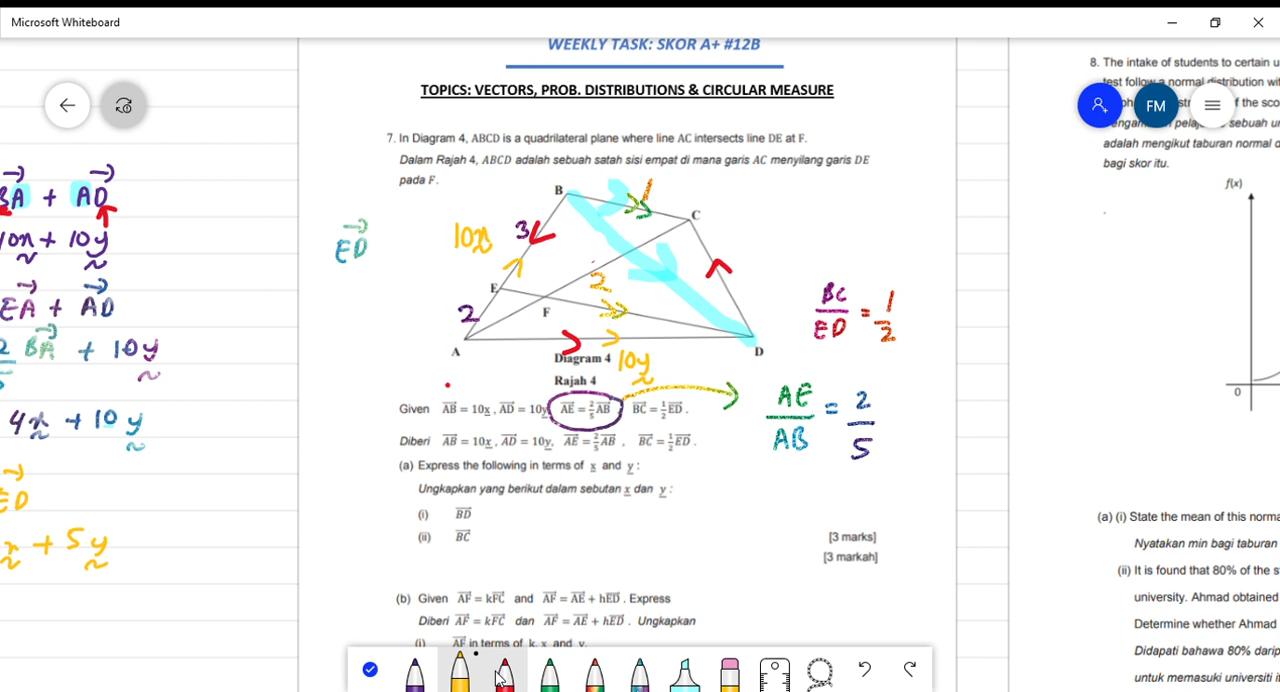 Microsoft Whiteboard
WEEKLY TASK: SKOR A+ #12B
TOPICS: VECTORS, PROB. DISTRIBUTIONS & CIRCULAR MEASURE
7. In Diagram 4, ABCD is a quadrilateral plane where line AC intersects line DE at F.
Dalam Rajah 4, ABCD adalah sebuah satah sisi empat di mana garis AC menyilang garis DE
pada F.
BA + AD
10x + 10y
EA + AD
2 BA + 10y
4x + 10y
ED
x + 5y
ED
B
1
C
10x
3
2
E
2
F
A
D
10y
BC/ED = 1/2
AE/AB = 2/5
Diagram 4
Rajah 4
Given AB = 10x, AD = 10y, AE = 2/5 AB, BC = 1/2 ED.
Diberi AB = 10x, AD = 10y, AE = 2/5 AB, BC = 1/2 ED.
(a) Express the following in terms of x and y:
Ungkapkan yang berikut dalam sebutan x dan y:
(i) BD
(ii) BC
[3 marks]
[3 markah]
(b) Given AF = kFC and AF = AE + hED. Express
Diberi AF = kFC dan AF = AE + hED. Ungkapkan
(i) AF in terms of k, x and y.
FM
8. The intake of students to certain u
test follow a normal distribution wit
f the sco
sebuah un
adalah mengikut taburan normal d
bagi skor itu.
f(x)
0
(a) (i) State the mean of this norma
Nyatakan min bagi taburan
(ii) It is found that 80% of the s
university. Ahmad obtained
Determine whether Ahmad
Didapati bahawa 80% darip
untuk memasuki universiti it